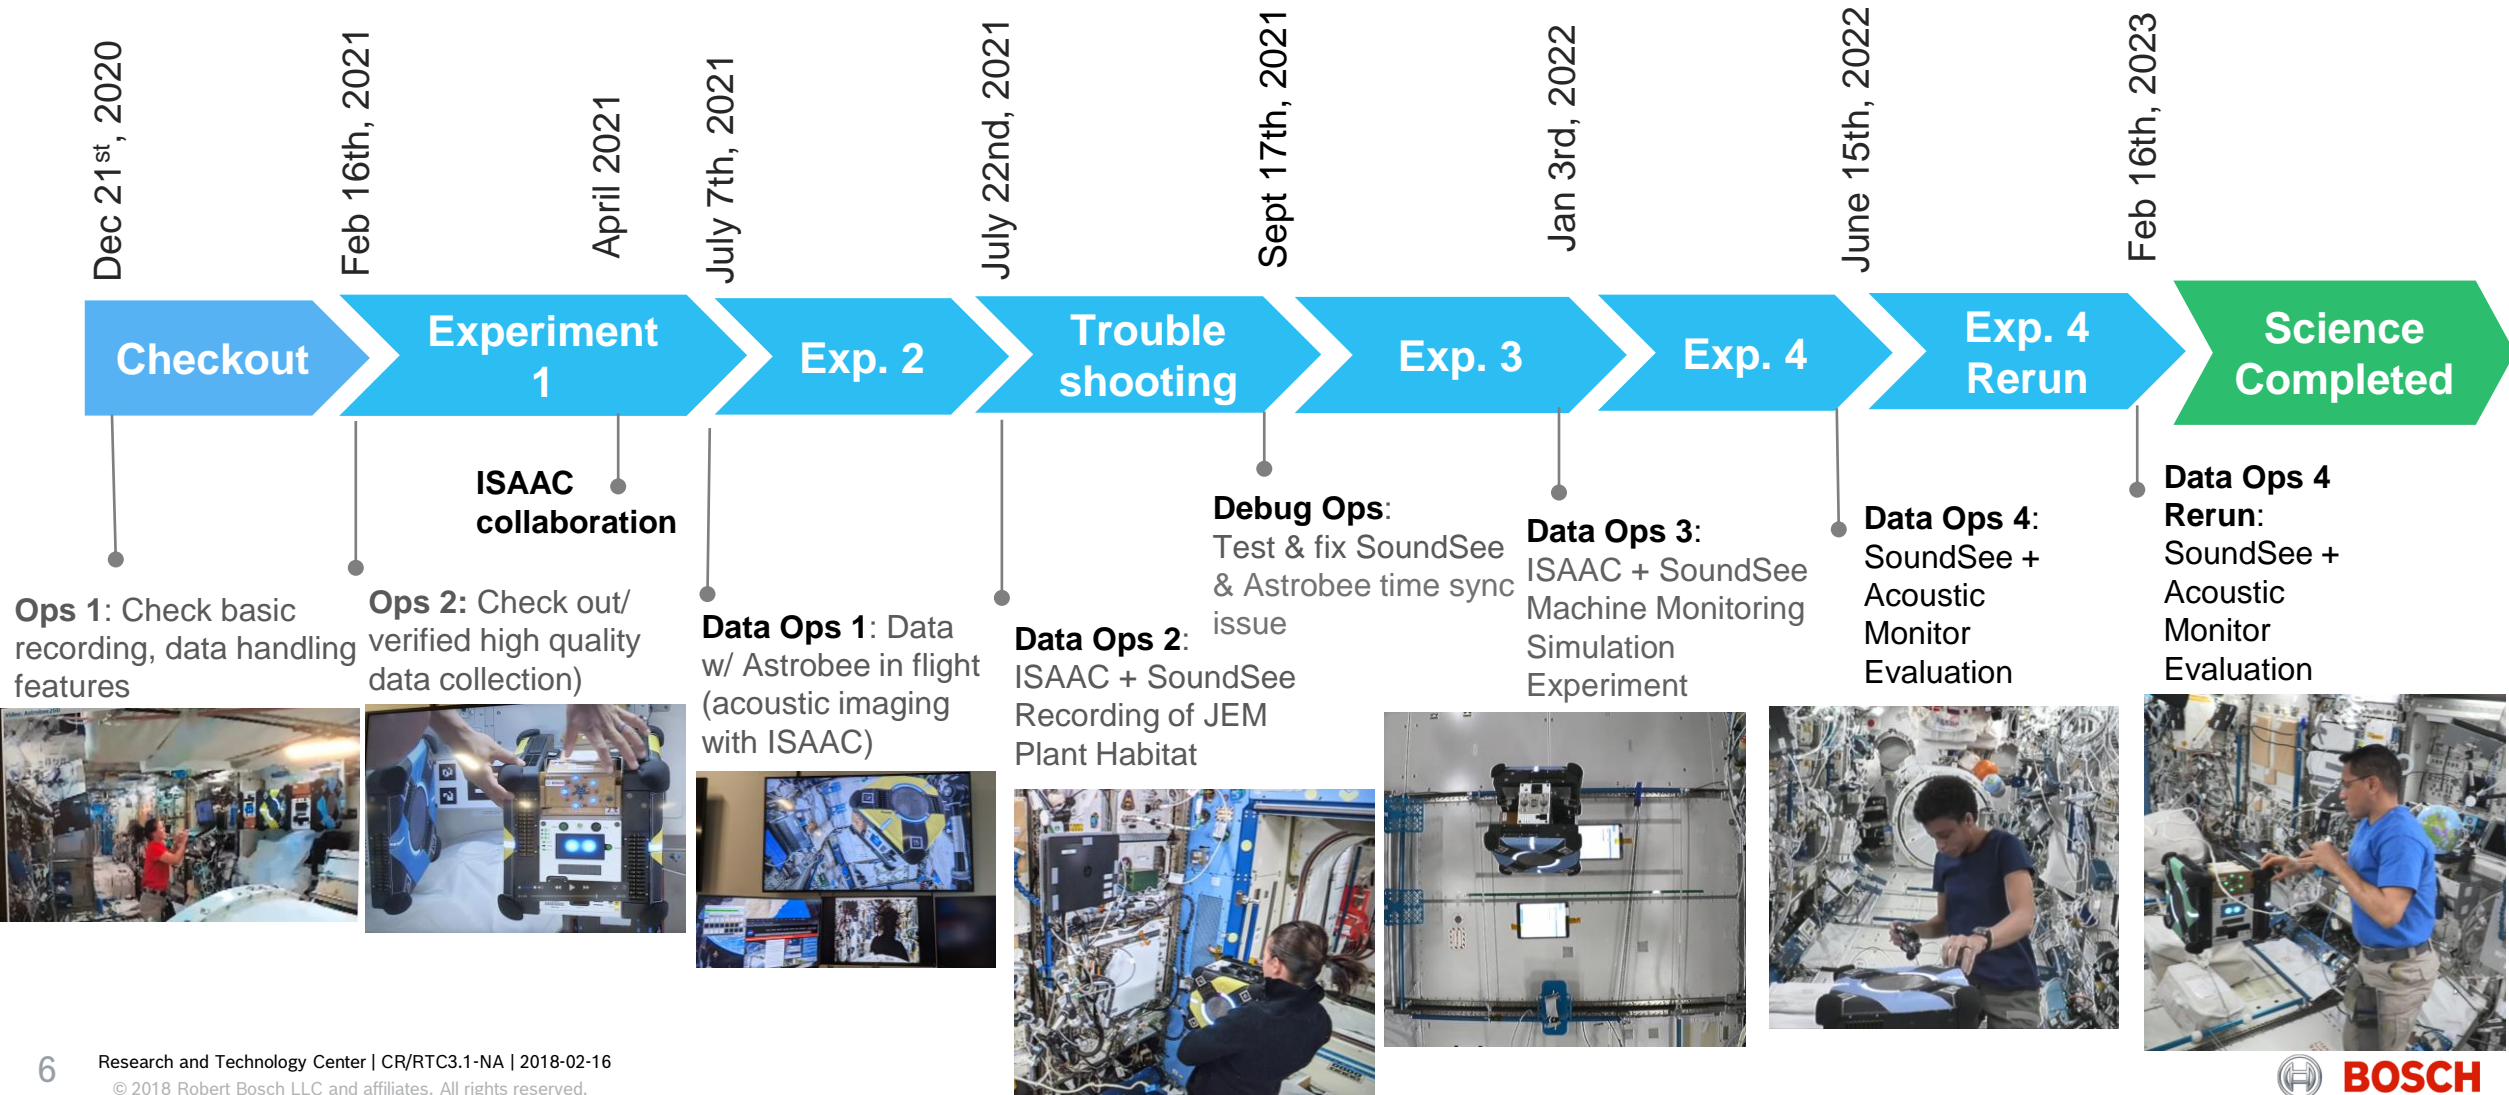 Dec 21st, 2020
Feb 16th, 2021
April 2021
July 7th, 2021
July 22nd, 2021
Sept 17th, 2021
Jan 3rd, 2022
June 15th, 2022
Feb 16th, 2023
Checkout
Experiment
1
Exp. 2
Trouble
shooting
Exp. 3
Exp. 4
Exp. 4
Rerun
Science
Completed
Ops 1: Check basic
recording, data handling
features
Ops 2: Check out/
verified high quality
data collection)
ISAAC
collaboration
Data Ops 1: Data
w/ Astrobee in flight
(acoustic imaging
with ISAAC)
Data Ops 2:
ISAAC + SoundSee
Recording of JEM
Plant Habitat
Debug Ops:
Test & fix SoundSee
& Astrobee time sync
issue
Data Ops 3:
ISAAC + SoundSee
Machine Monitoring
Simulation
Experiment
Data Ops 4:
SoundSee +
Acoustic
Monitor
Evaluation
Data Ops 4
Rerun:
SoundSee +
Acoustic
Monitor
Evaluation
6
Research and Technology Center | CR/RTC3.1-NA | 2018-02-16
© 2018 Robert Bosch LLC and affiliates. All rights reserved.
BOSCH